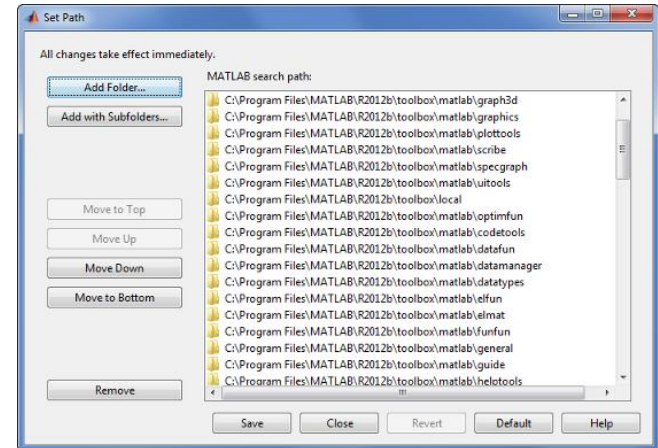 Set Path
All changes take effect immediately.
MATLAB search path:
Add Folder...
Add with Subfolders...
Move to Top
Move Up
Move Down
Move to Bottom
Remove
C:\Program Files\MATLAB\R2012b\toolbox\matlab\graph3d
C:\Program Files\MATLAB\R2012b\toolbox\matlab\graphics
C:\Program Files\MATLAB\R2012b\toolbox\matlab\plottools
C:\Program Files\MATLAB\R2012b\toolbox\matlab\scribe
C:\Program Files\MATLAB\R2012b\toolbox\matlab\specgraph
C:\Program Files\MATLAB\R2012b\toolbox\matlab\uitools
C:\Program Files\MATLAB\R2012b\toolbox\local
C:\Program Files\MATLAB\R2012b\toolbox\matlab\optimfun
C:\Program Files\MATLAB\R2012b\toolbox\matlab\codetools
C:\Program Files\MATLAB\R2012b\toolbox\matlab\datafun
C:\Program Files\MATLAB\R2012b\toolbox\matlab\datamanager
C:\Program Files\MATLAB\R2012b\toolbox\matlab\datatypes
C:\Program Files\MATLAB\R2012b\toolbox\matlab\elfun
C:\Program Files\MATLAB\R2012b\toolbox\matlab\elmat
C:\Program Files\MATLAB\R2012b\toolbox\matlab\funfun
C:\Program Files\MATLAB\R2012b\toolbox\matlab\general
C:\Program Files\MATLAB\R2012b\toolbox\matlab\guide
C:\Program Files\MATLAB\R2012b\toolbox\matlab\helptools
Save
Close
Revert
Default
Help